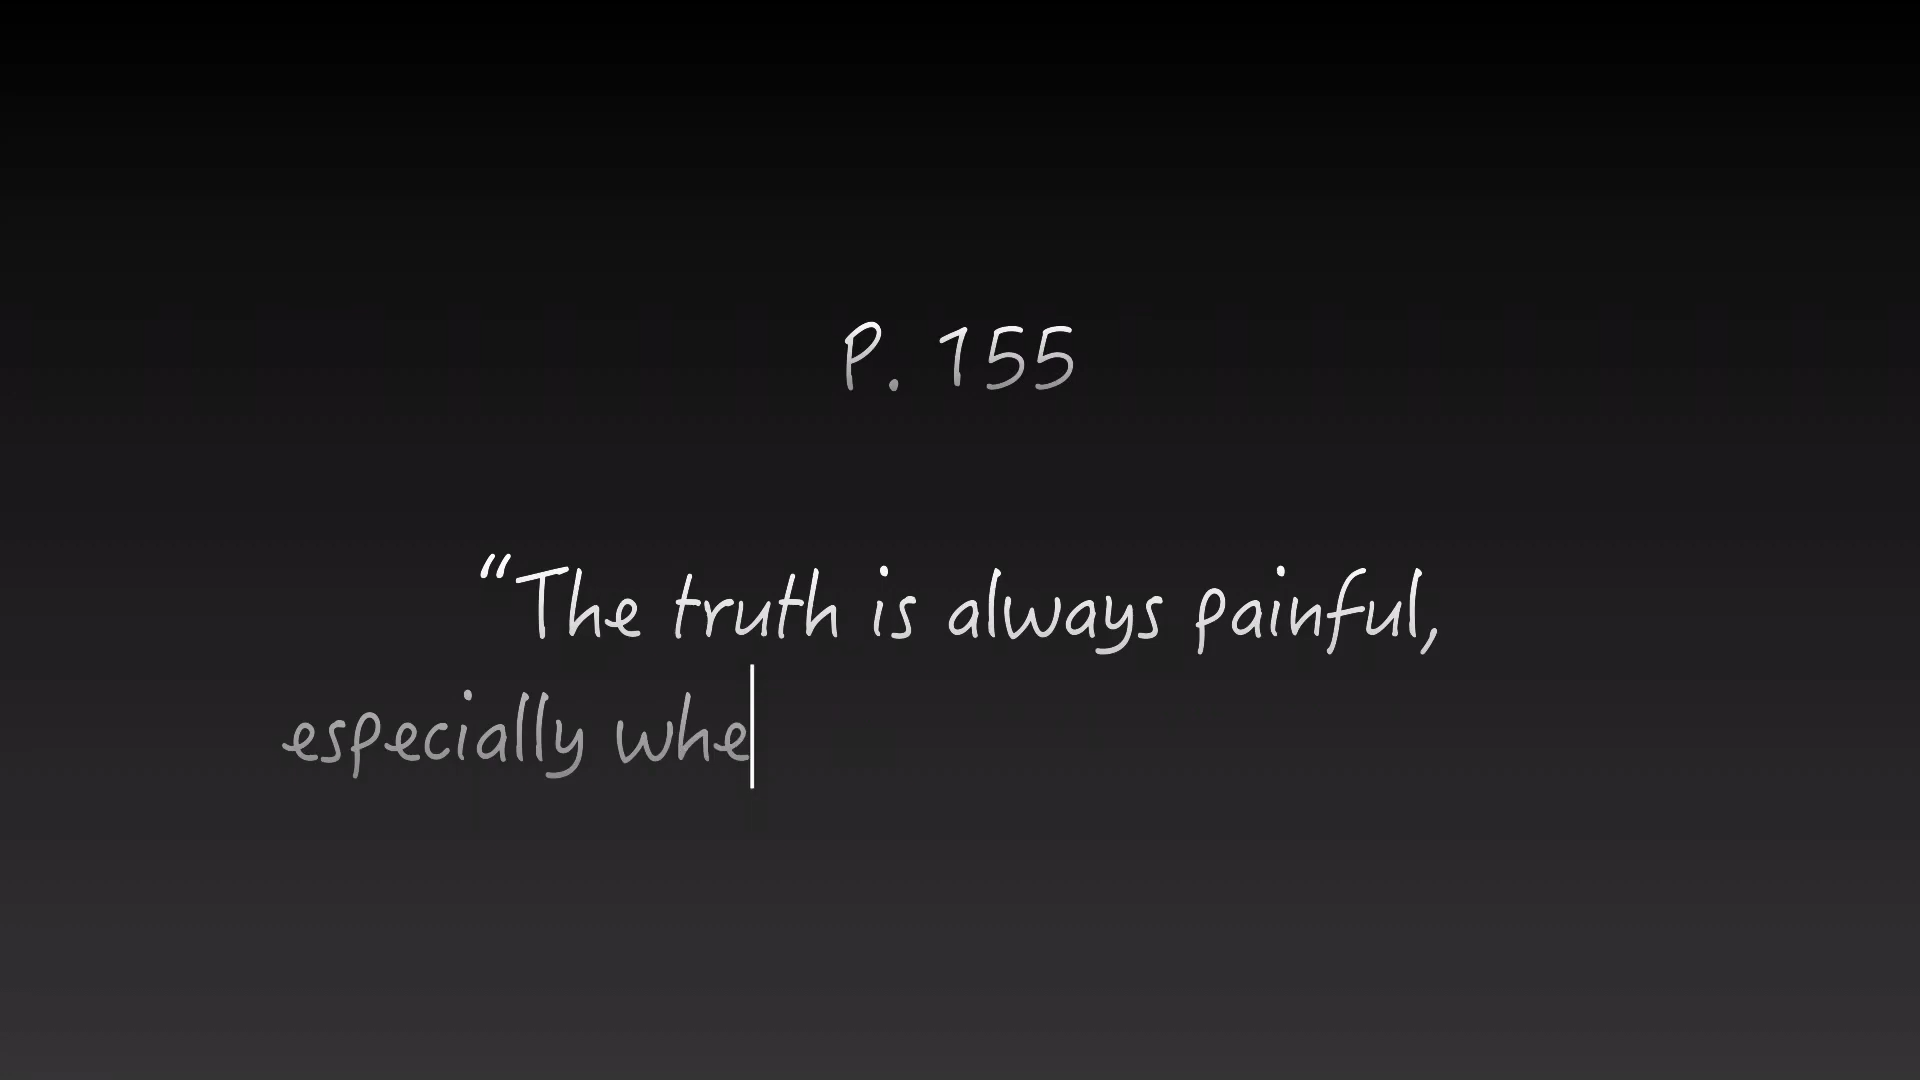 P. 155
“The truth is always painful,
especially whe